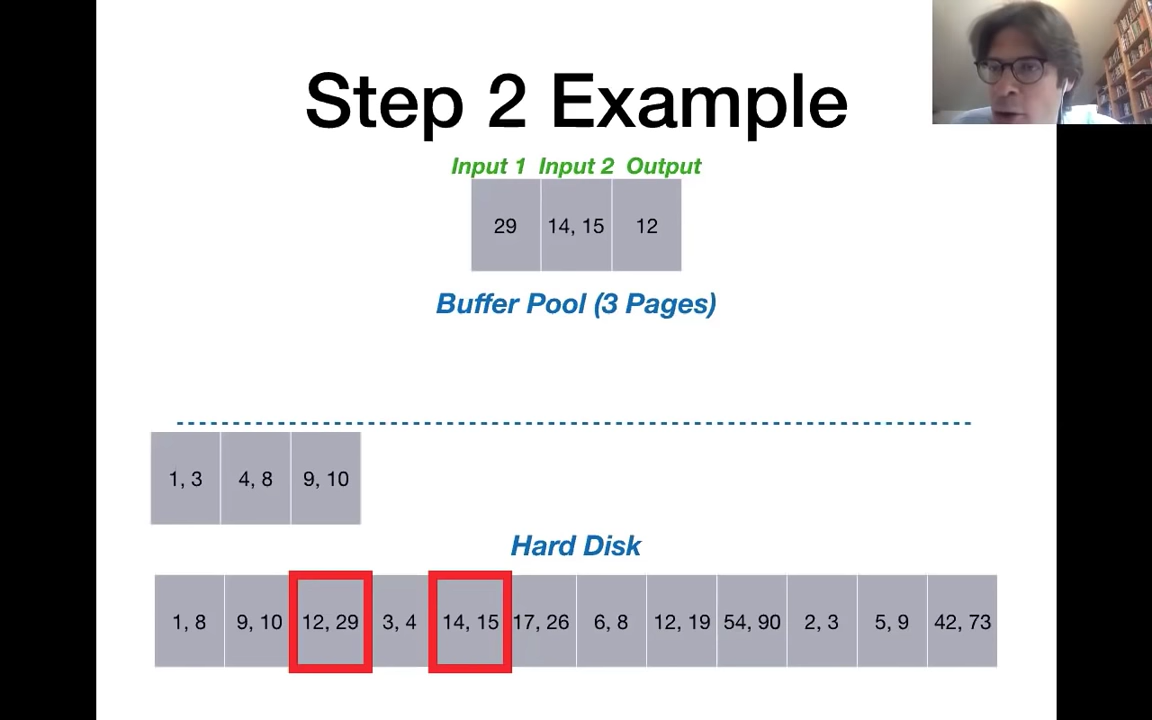 Step 2 Example
Input 1 Input 2 Output
29 14, 15 12
Buffer Pool (3 Pages)
1, 3 4, 8 9, 10
Hard Disk
1, 8 9, 10 12, 29 3, 4 14, 15 17, 26 6, 8 12, 19 54, 90 2, 3 5, 9 42, 73